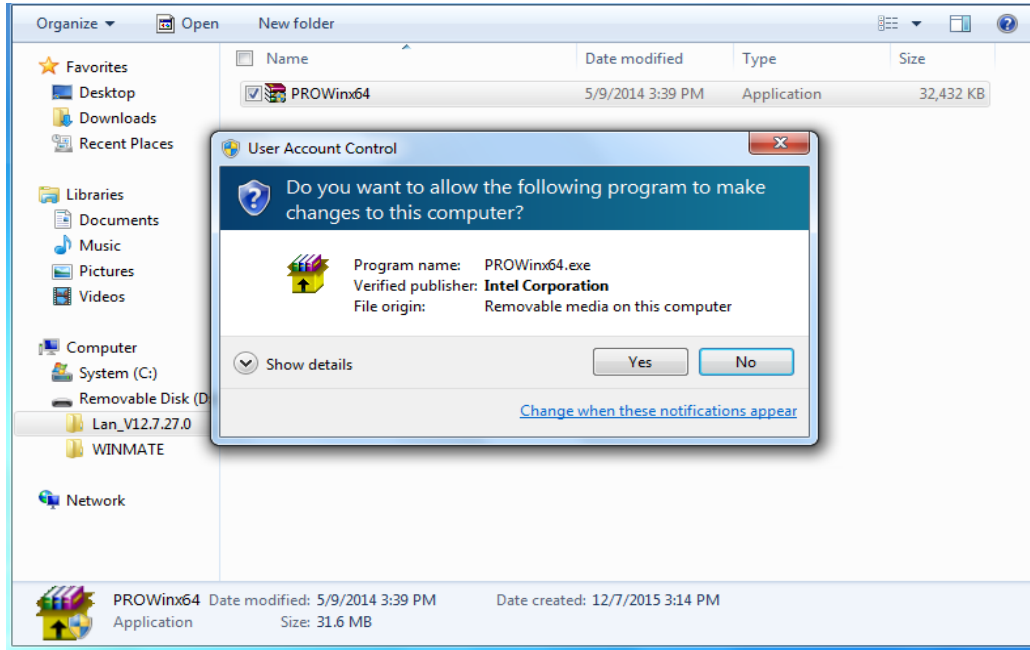 Organize Open New folder
Name Date modified Type Size
PROWinx64 5/9/2014 3:39 PM Application 32,432 KB
Favorites
Desktop
Downloads
Recent Places
Libraries
Documents
Music
Pictures
Videos
Computer
System (C:)
Removable Disk (D
Lan_V12.7.27.0
WINMATE
Network
User Account Control
Do you want to allow the following program to make
changes to this computer?
Program name: PROWinx64.exe
Verified publisher: Intel Corporation
File origin: Removable media on this computer
Show details Yes No
Change when these notifications appear
PROWinx64 Date modified: 5/9/2014 3:39 PM Date created: 12/7/2015 3:14 PM
Application Size: 31.6 MB